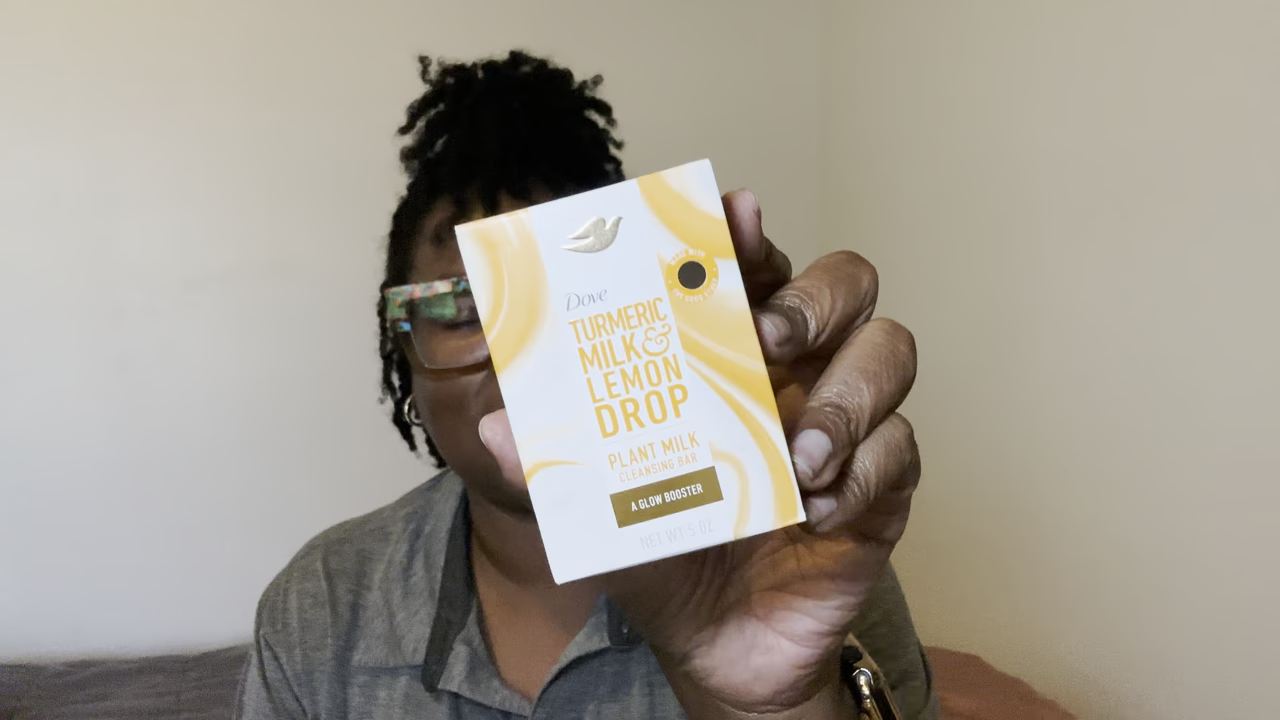 Dove
TURMERIC
MILK &
LEMON
DROP
PLANT MILK
CLEANSING BAR
A GLOW BOOSTER
NET WT 5 OZ